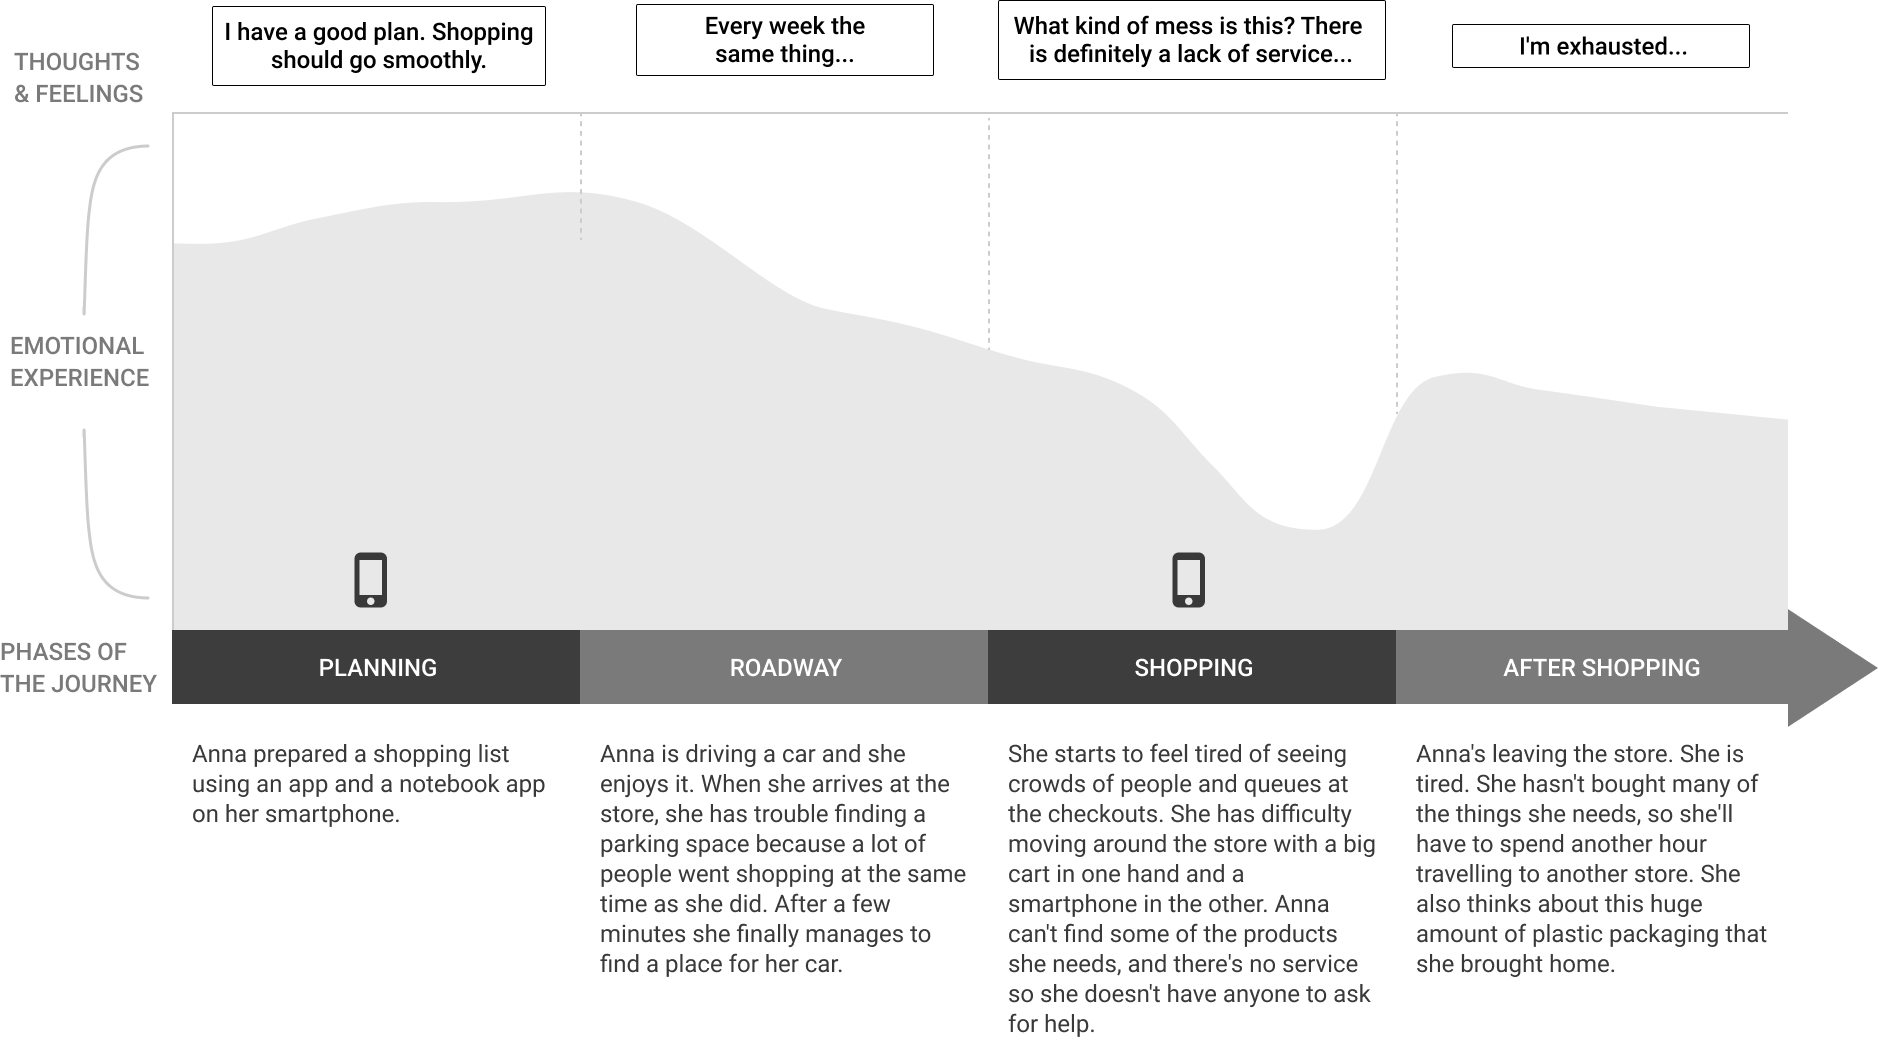 THOUGHTS
& FEELINGS
I have a good plan. Shopping
should go smoothly.
Every week the
same thing...
What kind of mess is this? There
is definitely a lack of service...
I'm exhausted...
EMOTIONAL
EXPERIENCE
PHASES OF
THE JOURNEY
PLANNING
ROADWAY
SHOPPING
AFTER SHOPPING
Anna prepared a shopping list
using an app and a notebook app
on her smartphone.
Anna is driving a car and she
enjoys it. When she arrives at the
store, she has trouble finding a
parking space because a lot of
people went shopping at the same
time as she did. After a few
minutes she finally manages to
find a place for her car.
She starts to feel tired of seeing
crowds of people and queues at
the checkouts. She has difficulty
moving around the store with a big
cart in one hand and a
smartphone in the other. Anna
can't find some of the products
she needs, and there's no service
so she doesn't have anyone to ask
for help.
Anna's leaving the store. She is
tired. She hasn't bought many of
the things she needs, so she'll
have to spend another hour
travelling to another store. She
also thinks about this huge
amount of plastic packaging that
she brought home.